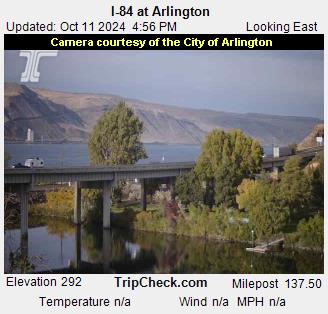 I-84 at Arlington
Updated: Oct 11 2024 4:56 PM Looking East
Camera courtesy of the City of Arlington
Elevation 292 TripCheck.com Milepost 137.50
Temperature n/a Wind n/a MPH n/a